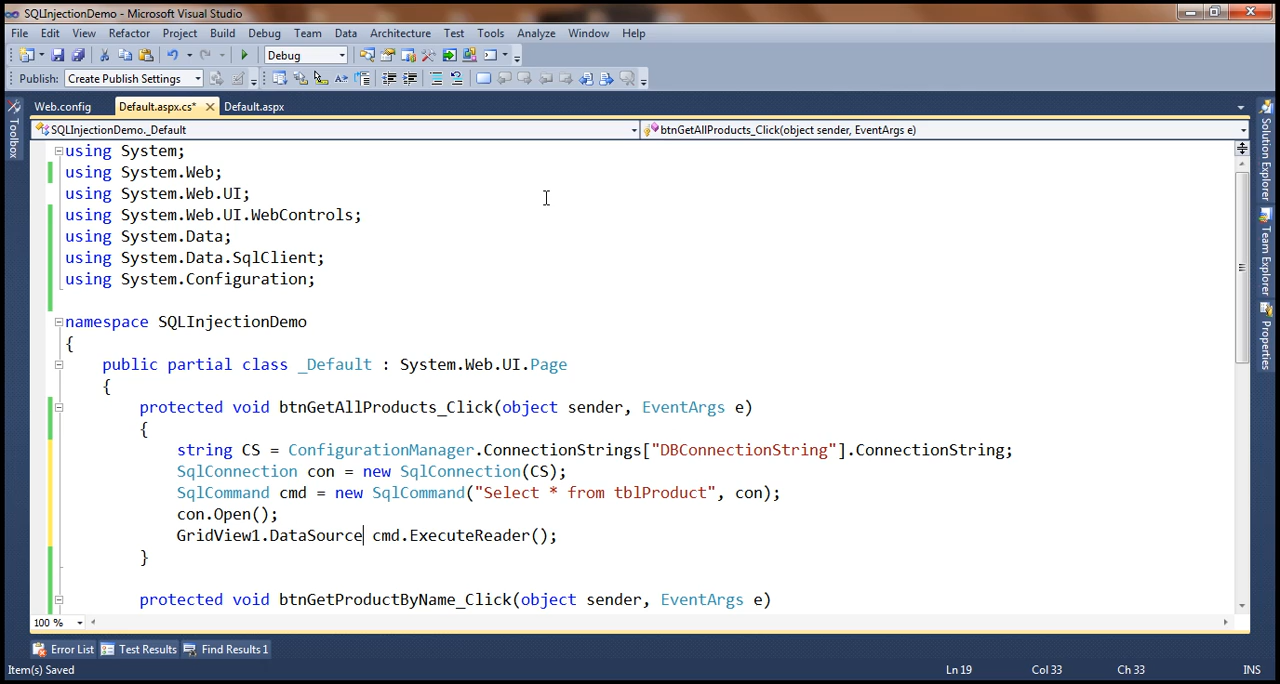 SQLInjectionDemo - Microsoft Visual Studio
File Edit View Refactor Project Build Debug Team Data Architecture Test Tools Analyze Window Help
Debug
Publish: Create Publish Settings
Web.config Default.aspx.cs* Default.aspx
SQLInjectionDemo._Default btnGetAllProducts_Click(object sender, EventArgs e)
Toolbox
Solution Explorer
Team Explorer
Properties
using System;
using System.Web;
using System.Web.UI;
using System.Web.UI.WebControls;
using System.Data;
using System.Data.SqlClient;
using System.Configuration;
namespace SQLInjectionDemo
{
public partial class _Default : System.Web.UI.Page
{
protected void btnGetAllProducts_Click(object sender, EventArgs e)
{
string CS = ConfigurationManager.ConnectionStrings["DBConnectionString"].ConnectionString;
SqlConnection con = new SqlConnection(CS);
SqlCommand cmd = new SqlCommand("Select * from tblProduct", con);
con.Open();
GridView1.DataSource cmd.ExecuteReader();
}
protected void btnGetProductByName_Click(object sender, EventArgs e)
100 %
Error List Test Results Find Results 1
Item(s) Saved Ln 19 Col 33 Ch 33 INS